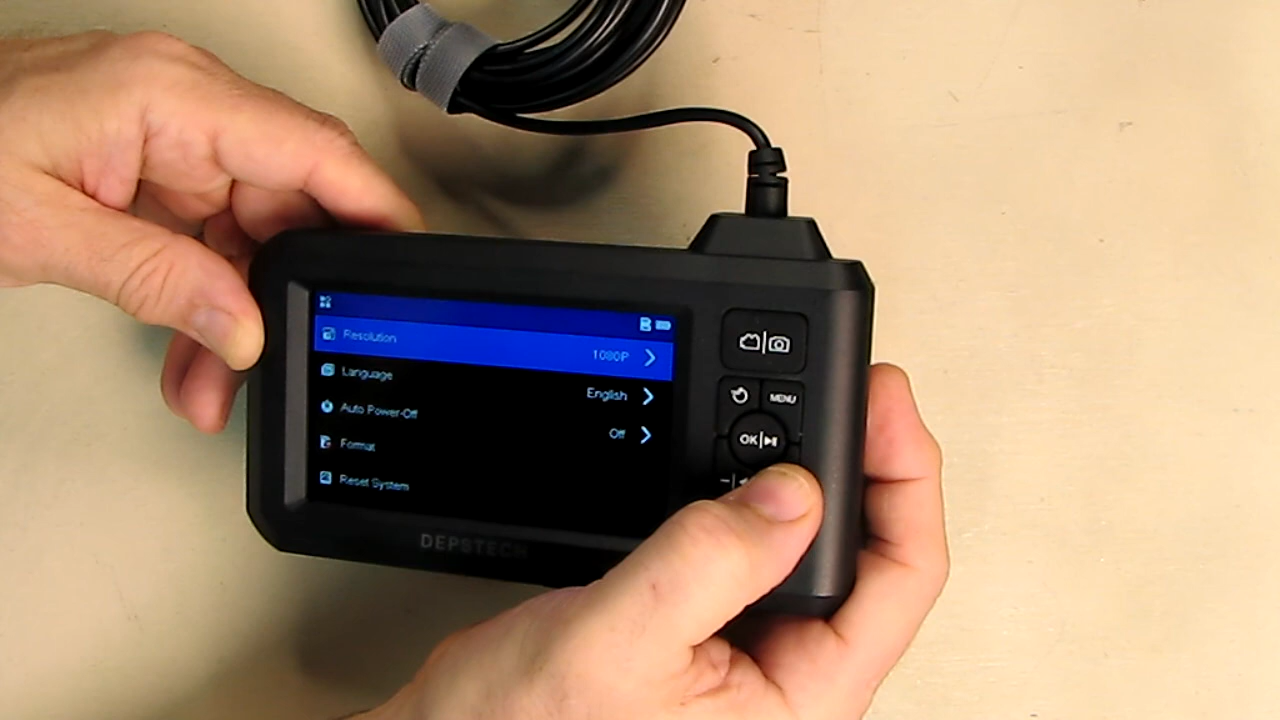 Resolution 1080P
Language English
Auto Power-Off Off
Format
Reset System
MENU
OK
DEPSTECH